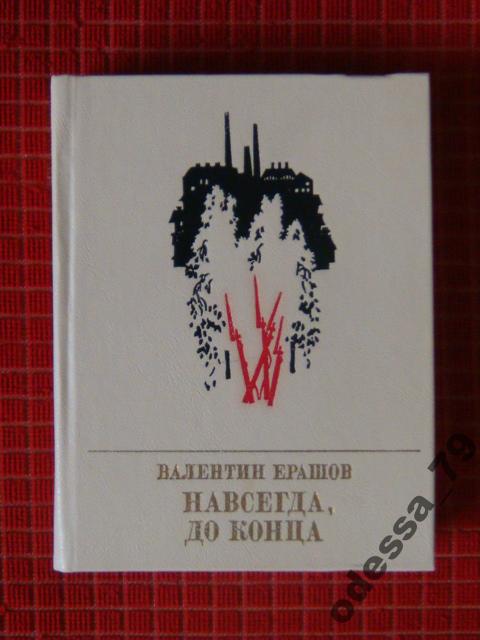 ВАЛЕНТИН ЕРАШОВ
НАВСЕГДА,
ДО КОНЦА
odessa_79